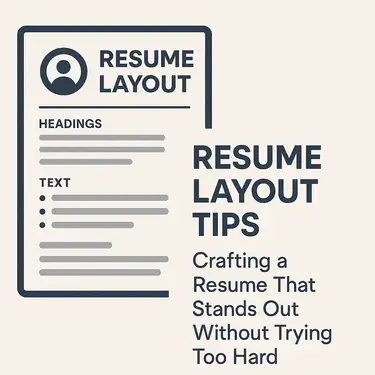 RESUME
LAYOUT
HEADINGS
TEXT
RESUME
LAYOUT
TIPS
Crafting a
Resume That
Stands Out
Without Trying
Too Hard